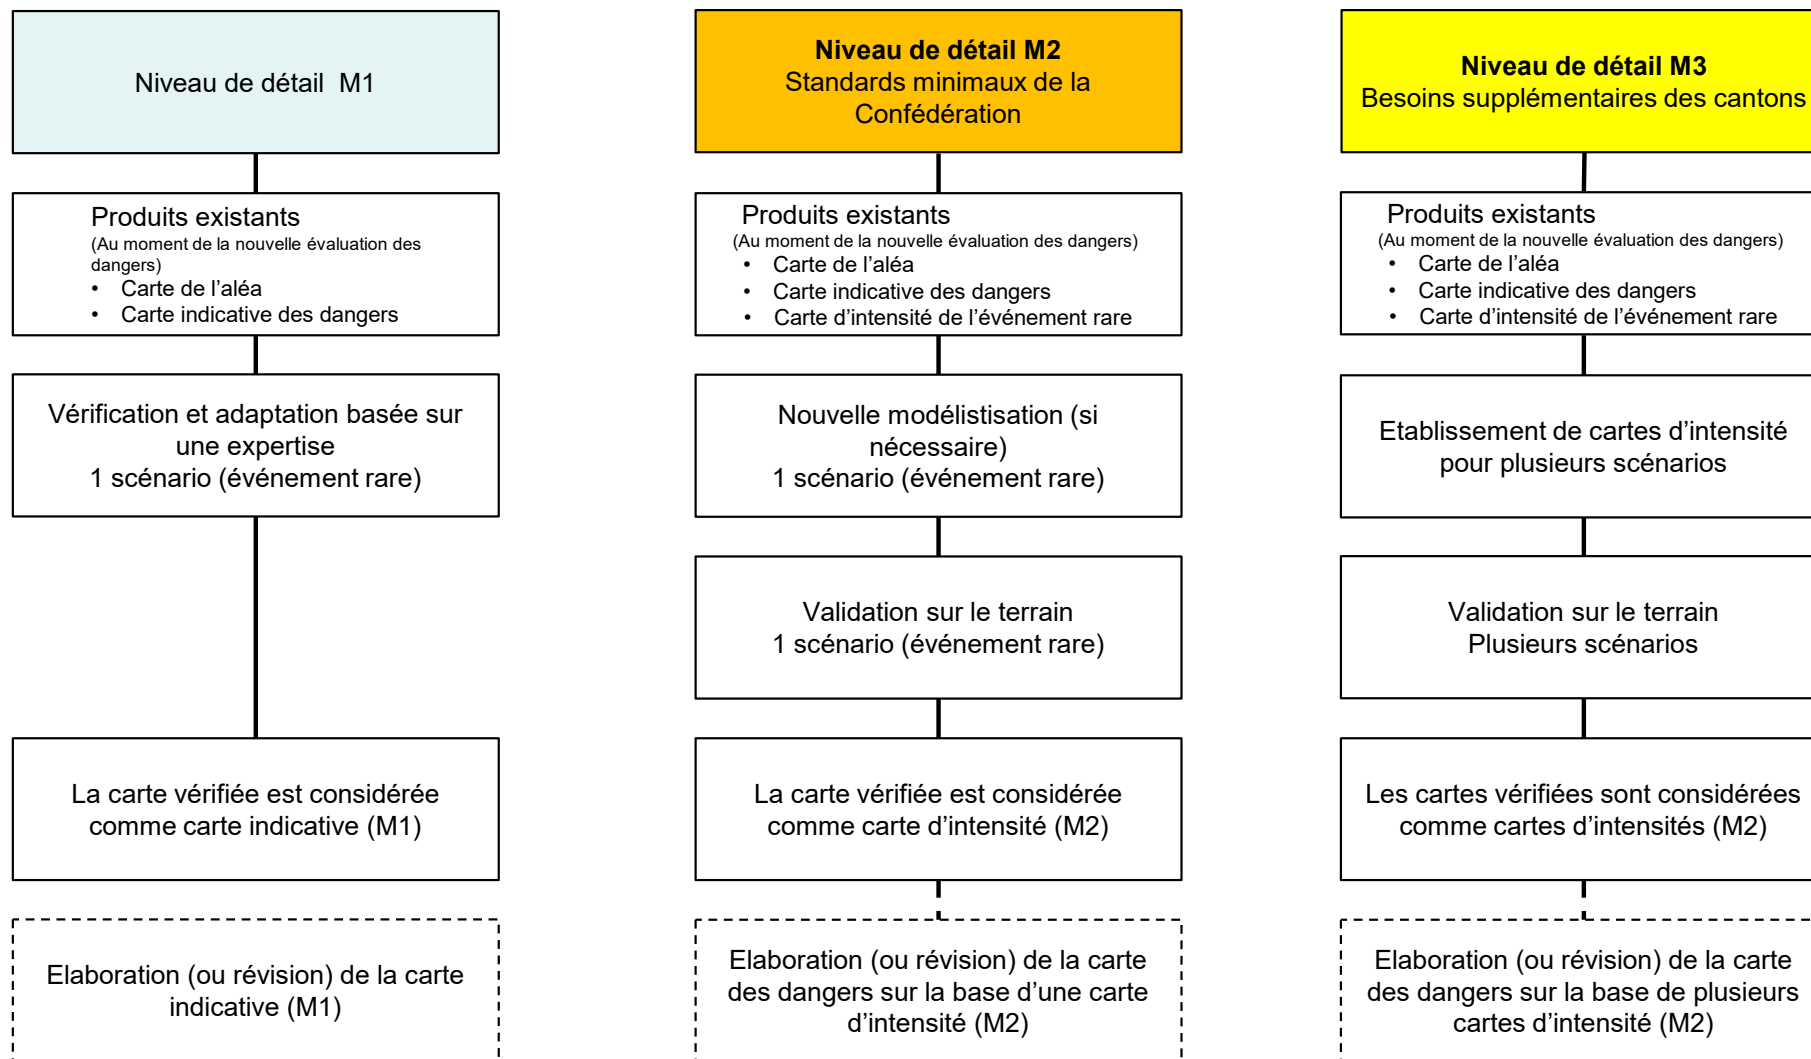 Niveau de détail  M1
Produits existants
(Au moment de la nouvelle évaluation des
dangers)
• Carte de l’aléa
• Carte indicative des dangers
Vérification et adaptation basée sur
une expertise
1 scénario (événement rare)
La carte vérifiée est considérée
comme carte indicative (M1)
Elaboration (ou révision) de la carte
indicative (M1)
Niveau de détail M2
Standards minimaux de la
Confédération
Produits existants
(Au moment de la nouvelle évaluation des dangers)
• Carte de l’aléa
• Carte indicative des dangers
• Carte d’intensité de l’événement rare
Nouvelle modélistisation (si
nécessaire)
1 scénario (événement rare)
Validation sur le terrain
1 scénario (événement rare)
La carte vérifiée est considérée
comme carte d’intensité (M2)
Elaboration (ou révision) de la carte
des dangers sur la base d’une carte
d’intensité (M2)
Niveau de détail M3
Besoins supplémentaires des cantons
Produits existants
(Au moment de la nouvelle évaluation des dangers)
• Carte de l’aléa
• Carte indicative des dangers
• Carte d’intensité de l’événement rare
Etablissement de cartes d’intensité
pour plusieurs scénarios
Validation sur le terrain
Plusieurs scénarios
Les cartes vérifiées sont considérées
comme cartes d’intensités (M2)
Elaboration (ou révision) de la carte
des dangers sur la base de plusieurs
cartes d’intensité (M2)